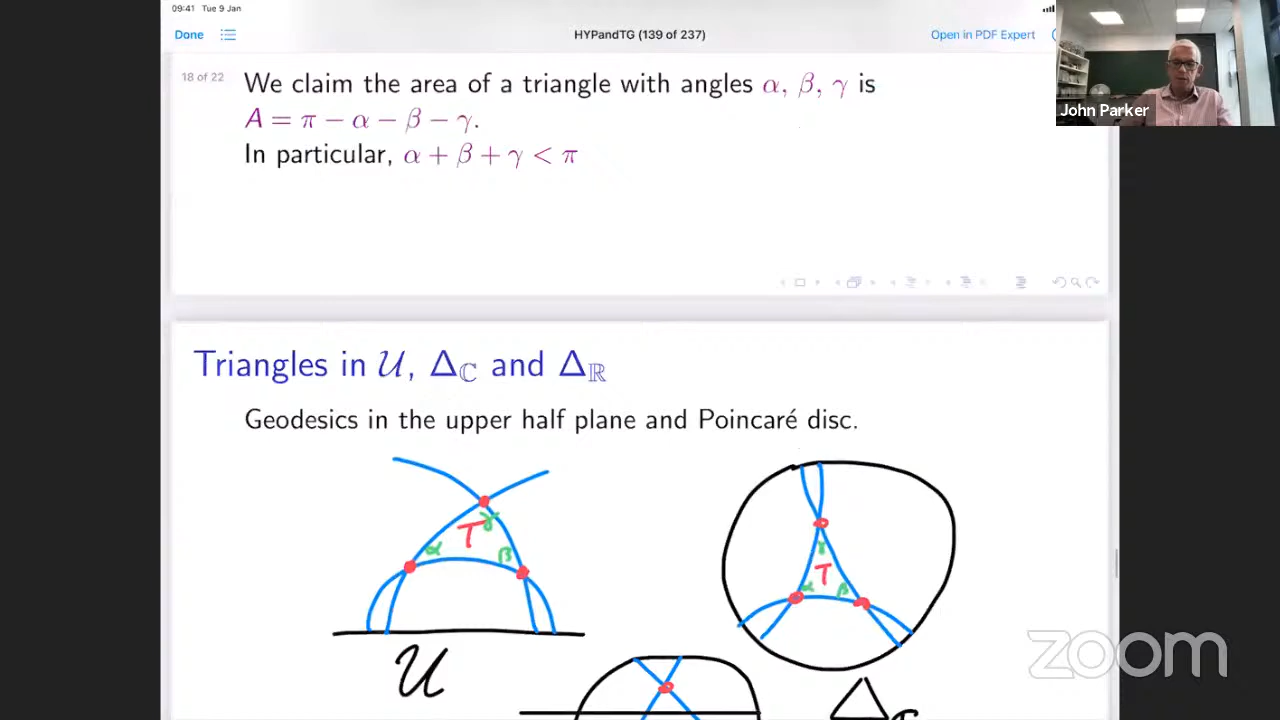 09:41 Tue 9 Jan
Done
HYPandTG (139 of 237)
Open in PDF Expert
John Parker
18 of 22
We claim the area of a triangle with angles α, β, γ is
A = π − α − β − γ.
In particular, α + β + γ < π
Triangles in 𝒰, Δ_ℂ and Δ_ℝ
Geodesics in the upper half plane and Poincaré disc.
γ
T
α
β
γ
T
α
β
𝒰
Δ
zoom